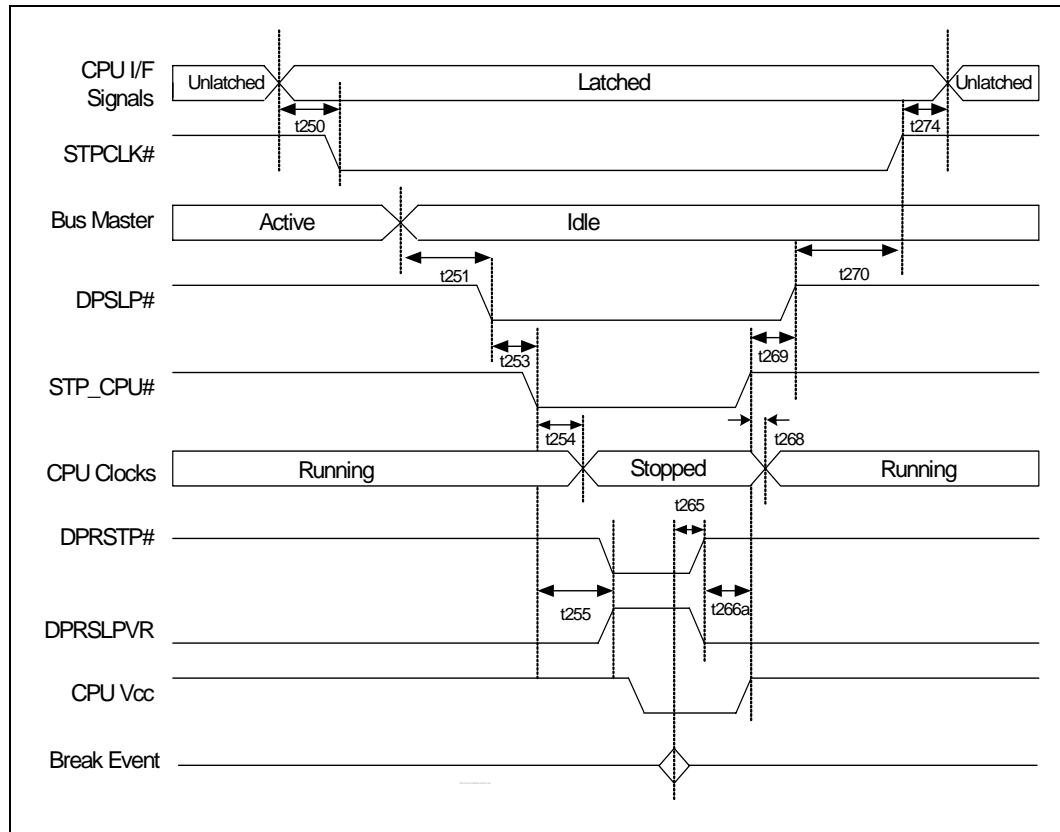 CPU I/F
Signals
Unlatched
Latched
Unlatched
t250
t274
STPCLK#
Bus Master
Active
Idle
t251
t270
DPSLP#
t253
t269
STP_CPU#
t254
t268
CPU Clocks
Running
Stopped
Running
t265
DPRSTP#
t255
t266a
DPRSLPVR
CPU Vcc
Break Event